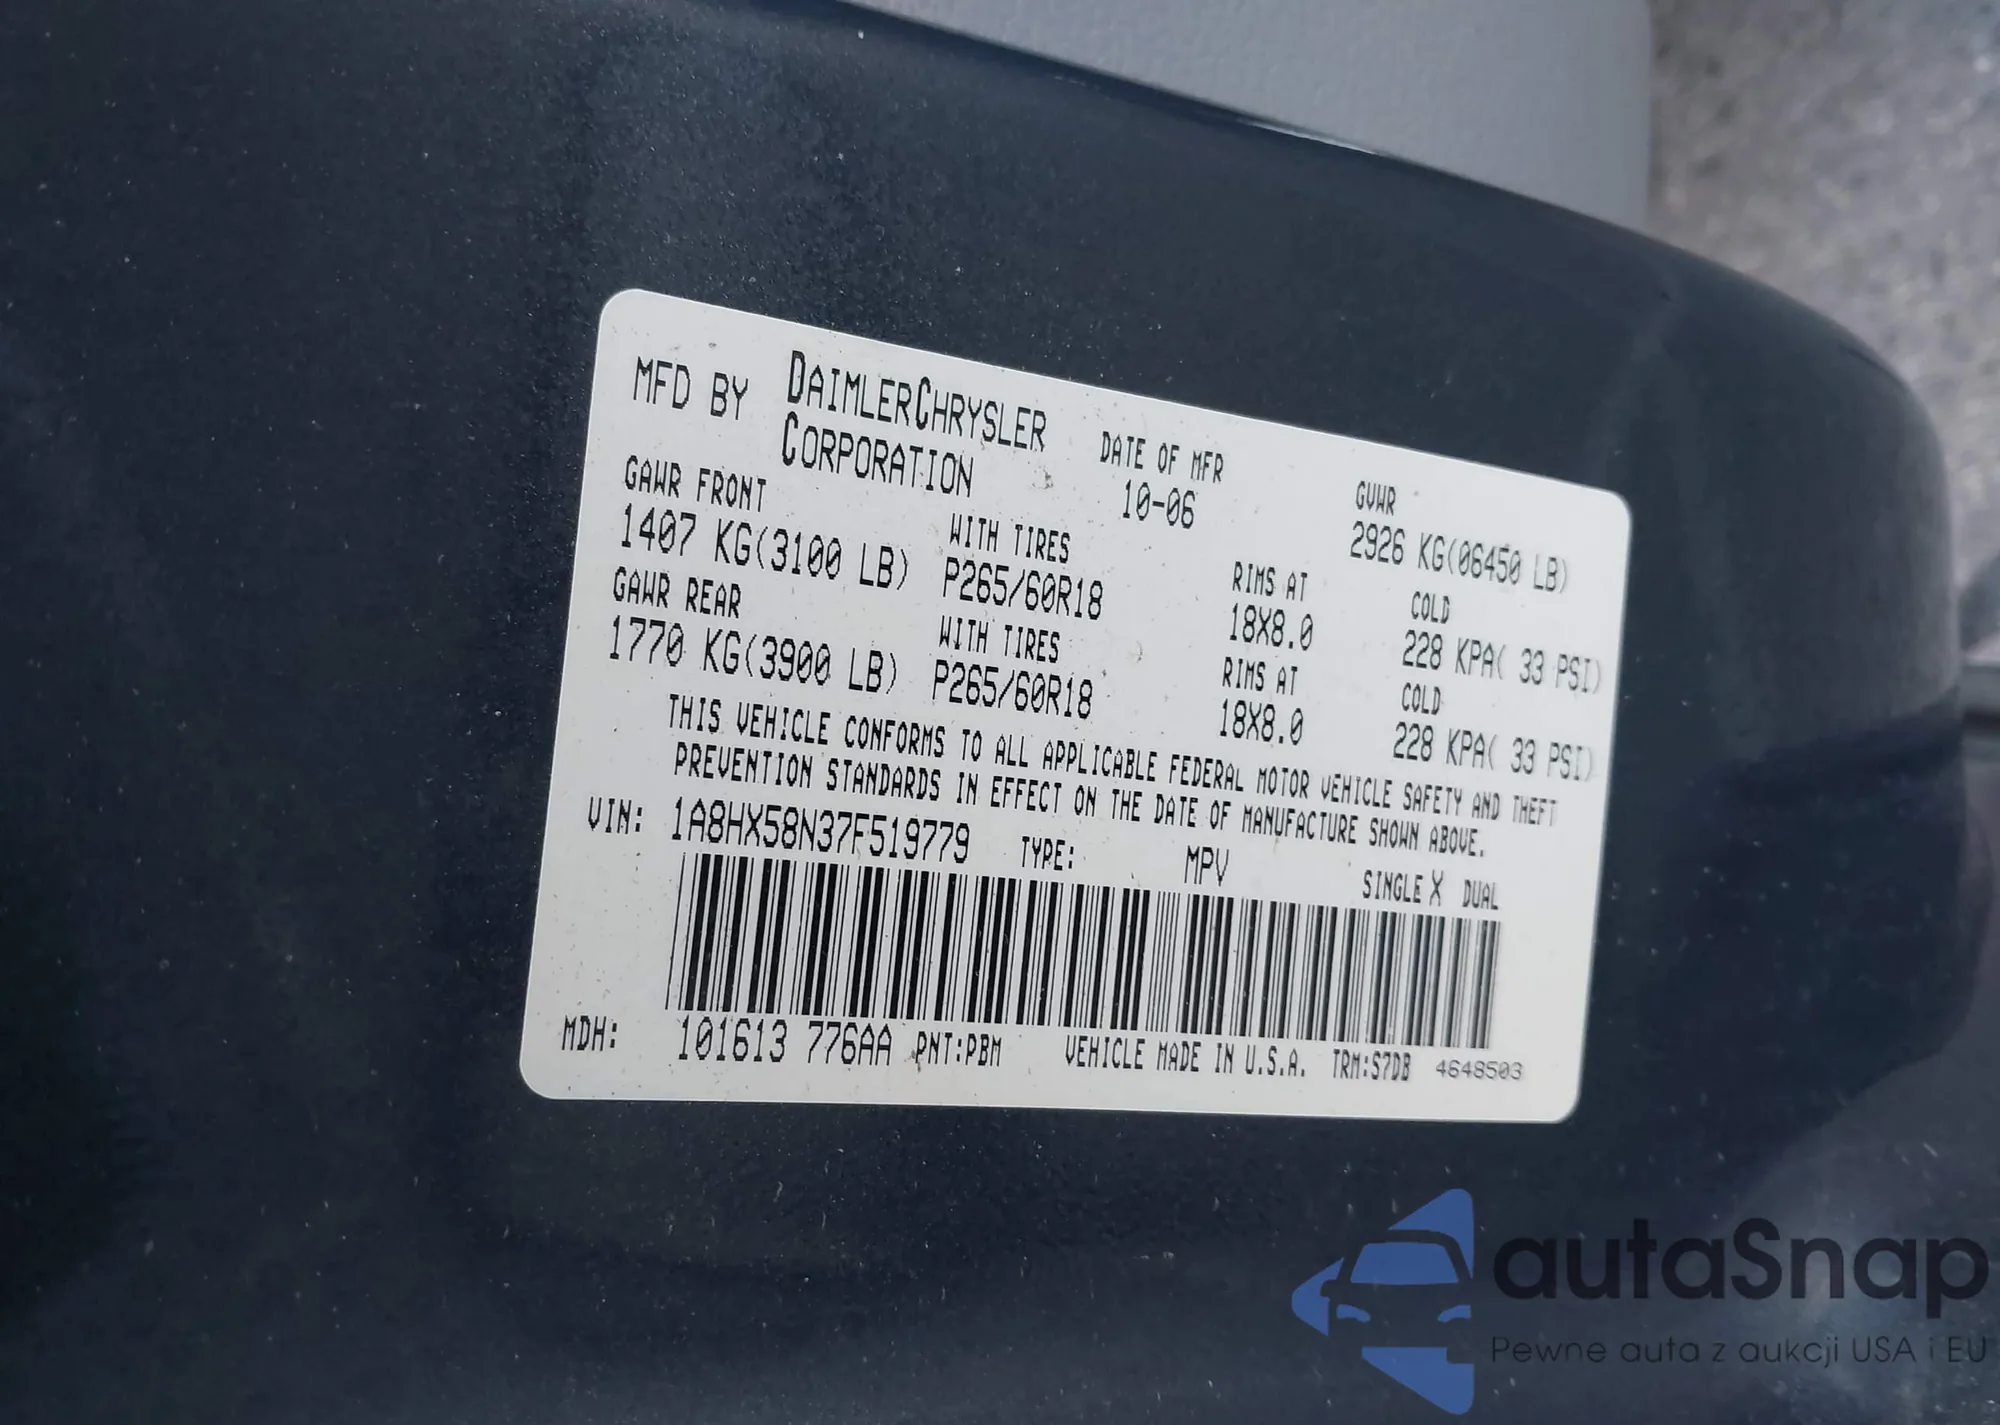 MFD BY DAIMLERCHRYSLER CORPORATION DATE OF MFR 10-06 GVWR 2926 KG(06450 LB)
GAWR FRONT WITH TIRES RIMS AT COLD
1407 KG(3100 LB) P265/60R18 18X8.0 228 KPA( 33 PSI)
GAWR REAR WITH TIRES RIMS AT COLD
1770 KG(3900 LB) P265/60R18 18X8.0 228 KPA( 33 PSI)
THIS VEHICLE CONFORMS TO ALL APPLICABLE FEDERAL MOTOR VEHICLE SAFETY AND THEFT
PREVENTION STANDARDS IN EFFECT ON THE DATE OF MANUFACTURE SHOWN ABOVE.
VIN: 1A8HX58N37F519779 TYPE: MPV SINGLE X DUAL
MDH: 101613 776AA PNT:PBM VEHICLE MADE IN U.S.A. TRM:S7DB 4648503
autaSnap
Pewne auta z aukcji USA i EU